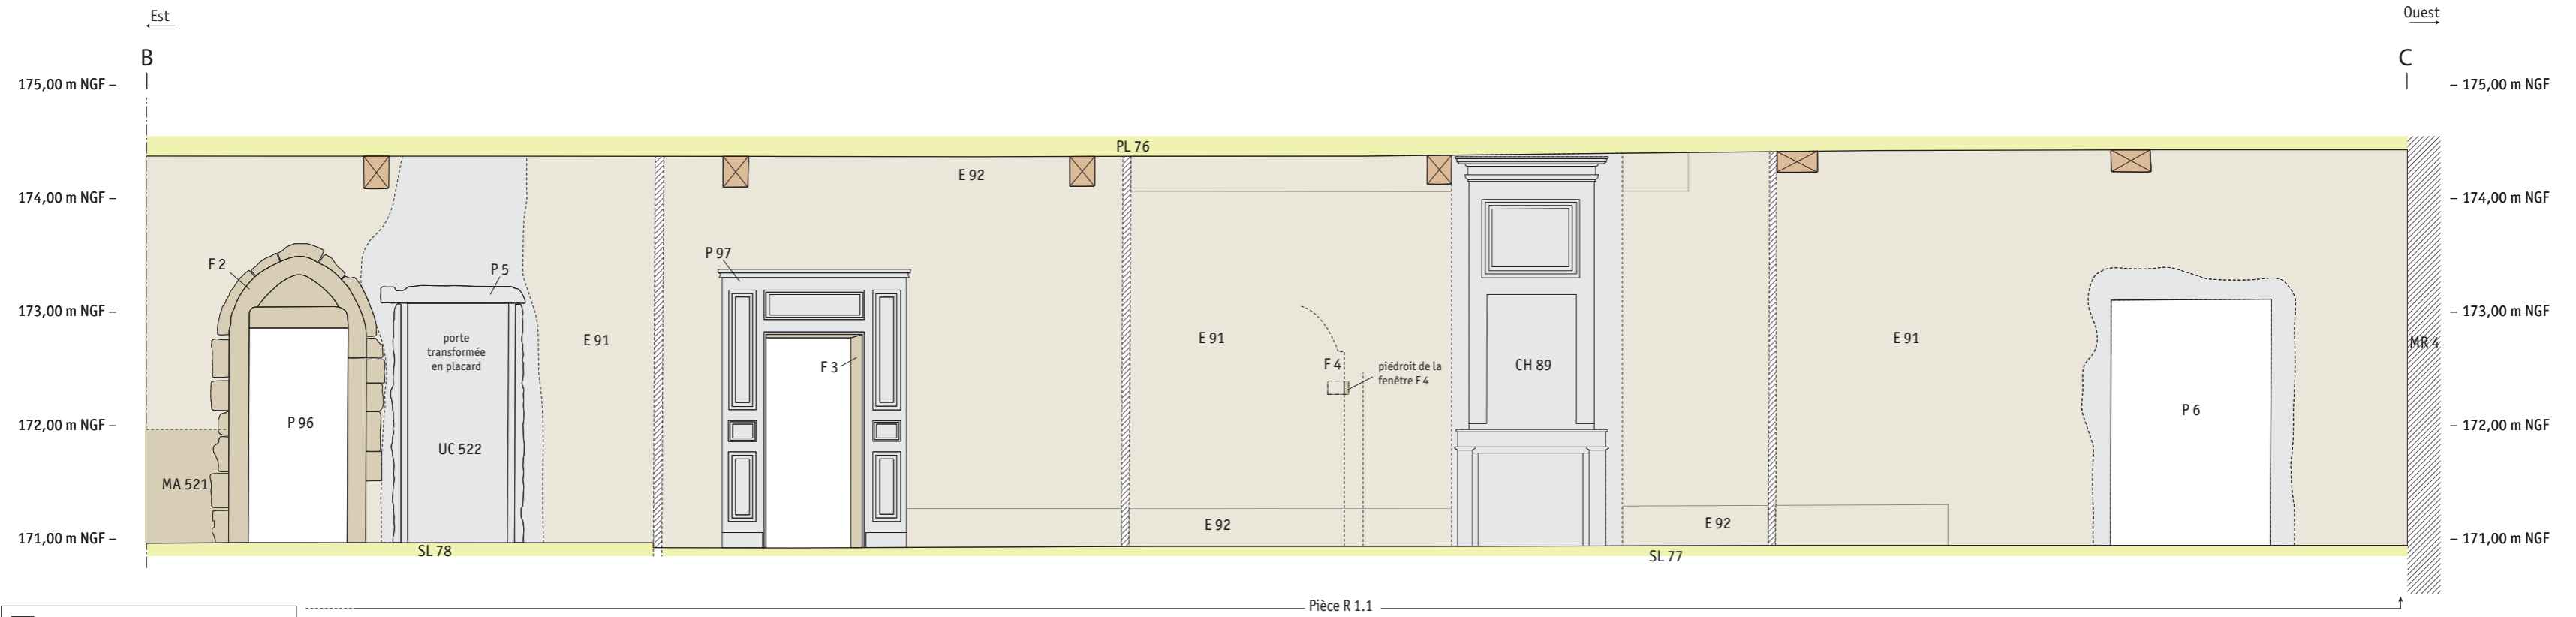 Est
Ouest
B
C
175,00 m NGF –
– 175,00 m NGF
PL 76
E 92
174,00 m NGF –
– 174,00 m NGF
F 2
P 5
P 97
173,00 m NGF –
– 173,00 m NGF
porte
transformée
en placard
E 91
E 91
E 91
MR 4
F 3
F 4
piédroit de la
fenêtre F 4
CH 89
172,00 m NGF –
– 172,00 m NGF
P 96
P 6
UC 522
MA 521
E 92
E 92
171,00 m NGF –
– 171,00 m NGF
SL 78
SL 77
Pièce R 1.1